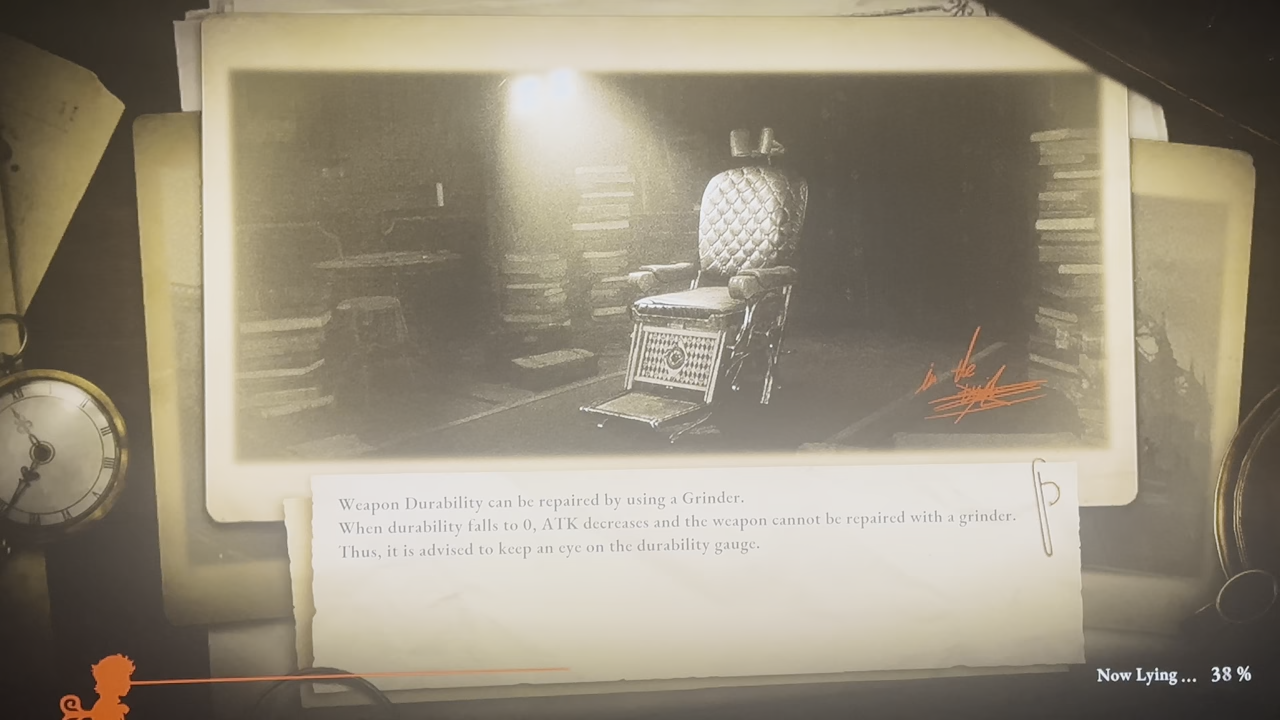 in the
Weapon Durability can be repaired by using a Grinder.
When durability falls to 0, ATK decreases and the weapon cannot be repaired with a grinder.
Thus, it is advised to keep an eye on the durability gauge.
Now Lying... 38 %